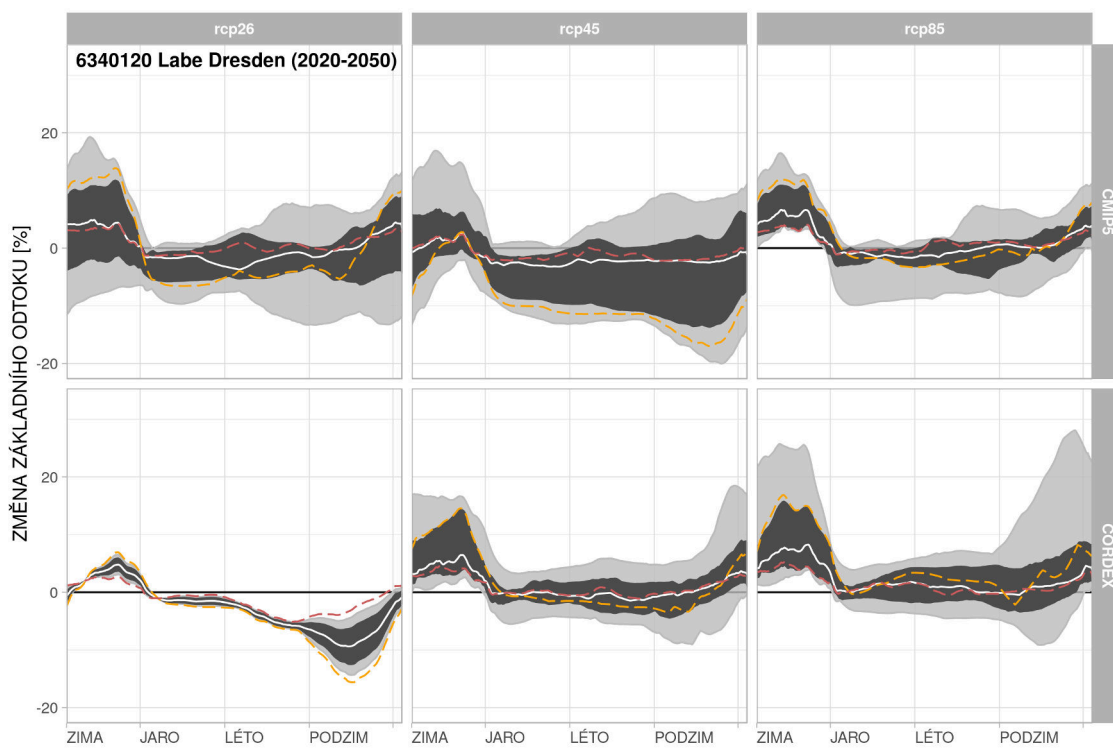 rcp26 rcp45 rcp85
6340120 Labe Dresden (2020-2050)
ZMĚNA ZÁKLADNÍHO ODTOKU [%]
20
0
-20
CMIP5
20
0
-20
CORDEX
ZIMA JARO LÉTO PODZIM ZIMA JARO LÉTO PODZIM ZIMA JARO LÉTO PODZIM